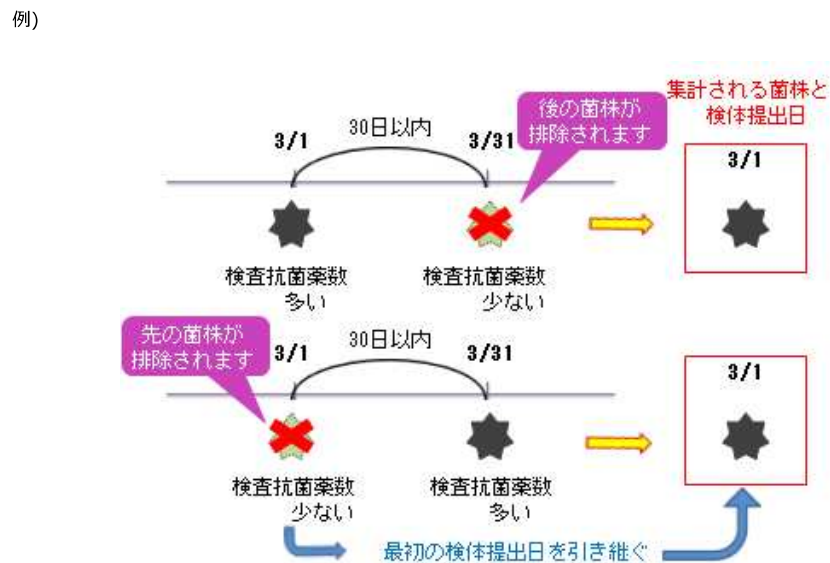 例)
集計される菌株と
検体提出日
後の菌株が
排除されます
3/1
30日以内
3/31
3/1
検査抗菌薬数
多い
検査抗菌薬数
少ない
先の菌株が
排除されます
3/1
30日以内
3/31
3/1
検査抗菌薬数
少ない
検査抗菌薬数
多い
最初の検体提出日を引き継ぐ